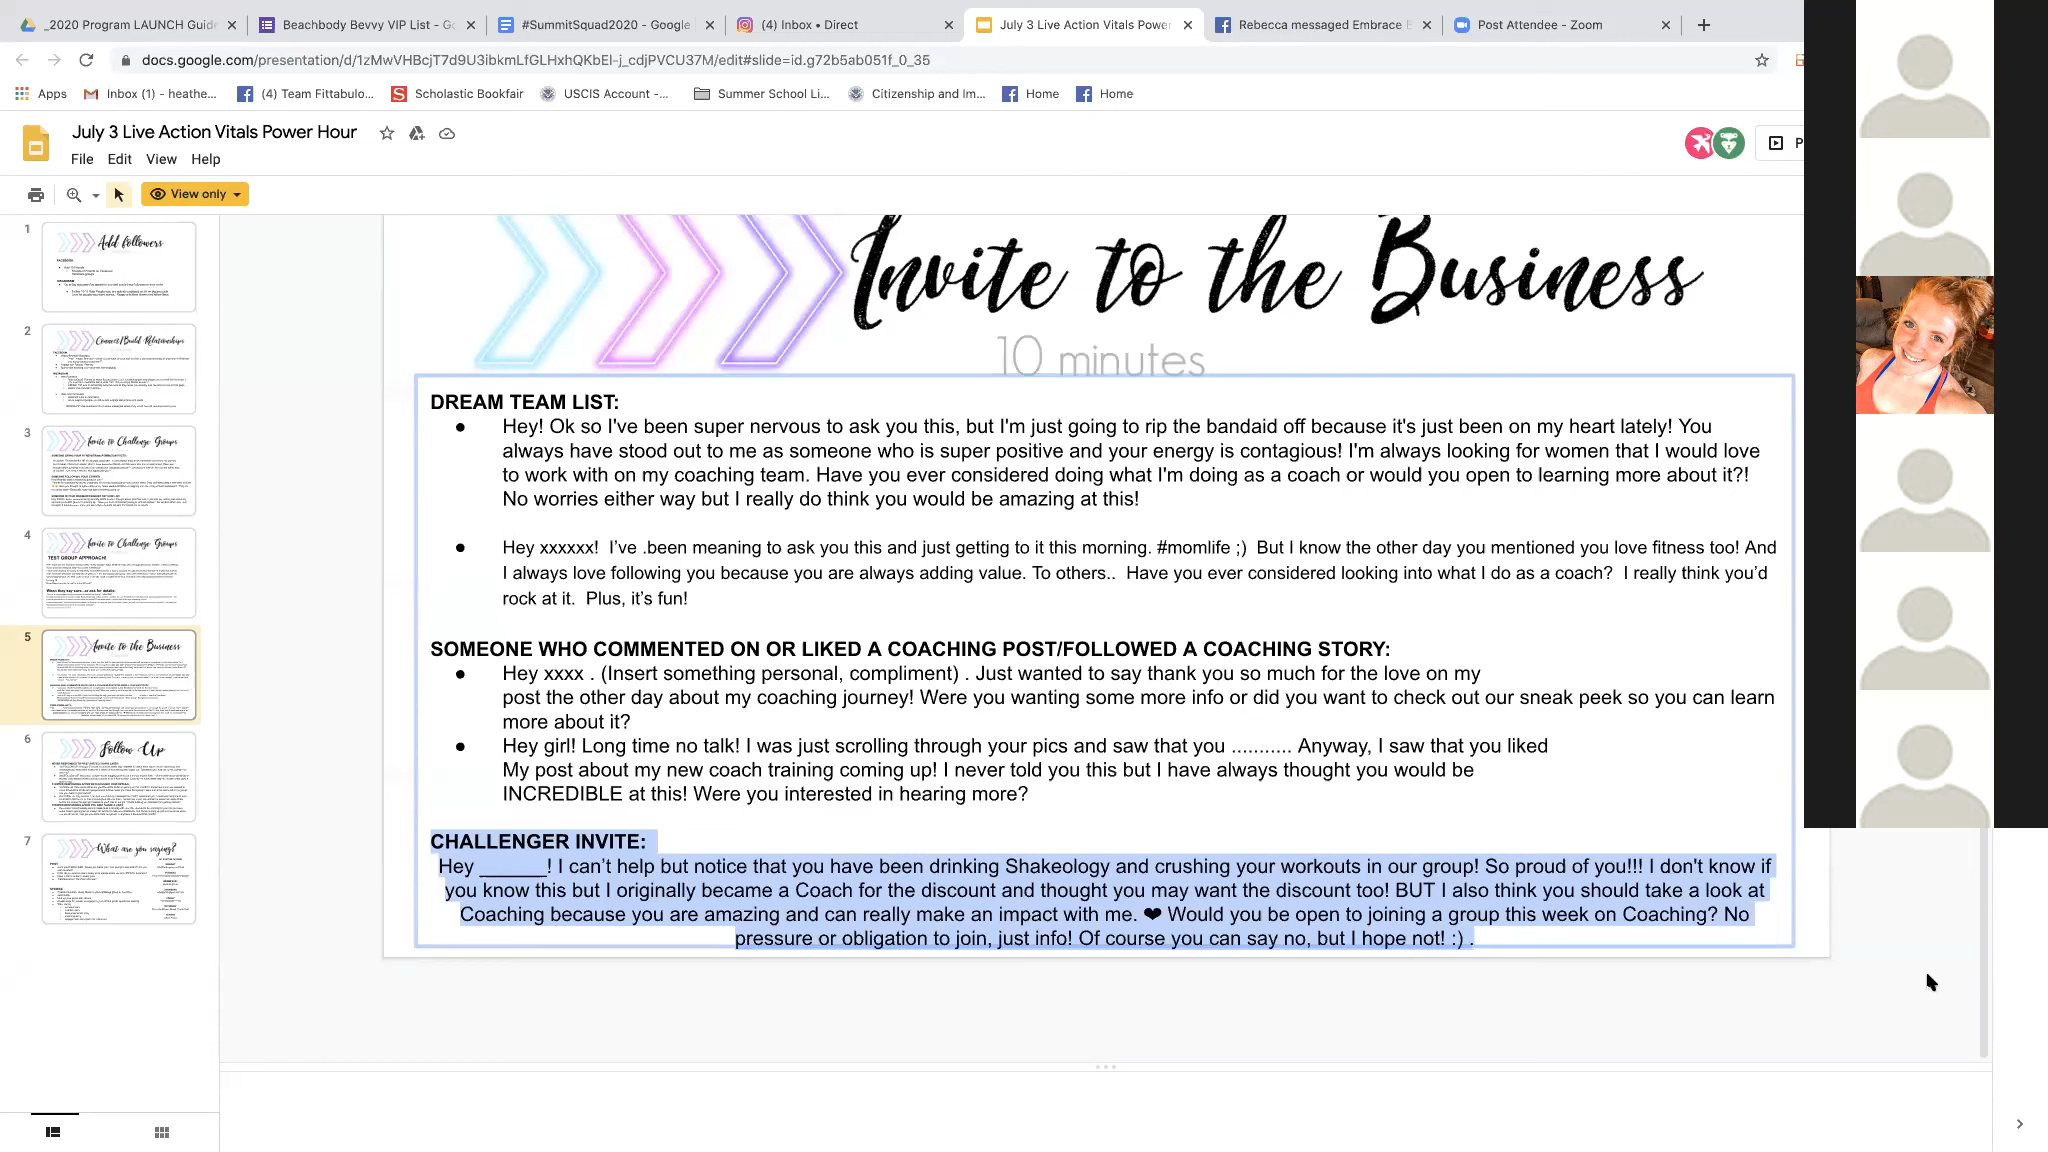 _2020 Program LAUNCH Guide
Beachbody Bevvy VIP List - Go
#SummitSquad2020 - Google
(4) Inbox • Direct
July 3 Live Action Vitals Power
Rebecca messaged Embrace
Post Attendee - Zoom
docs.google.com/presentation/d/1zMwVHBcjT7d9U3ibkmLfGLHxhQKbEl-j_cdjPVCU37M/edit#slide=id.g72b5ab051f_0_35
Apps
Inbox (1) - heathe...
(4) Team Fittabulo...
Scholastic Bookfair
USCIS Account -...
Summer School Li...
Citizenship and Im...
Home
Home
July 3 Live Action Vitals Power Hour
File Edit View Help
View only
1
Add followers
2
Connect/Build Relationships
3
Invite to Challenge Groups
4
Invite to Challenge Groups
TEST GROUP APPROACH!
5
Invite to the Business
6
Follow Up
7
What are you saying?
Invite to the Business
10 minutes
DREAM TEAM LIST:
● Hey! Ok so I've been super nervous to ask you this, but I'm just going to rip the bandaid off because it's just been on my heart lately! You
always have stood out to me as someone who is super positive and your energy is contagious! I'm always looking for women that I would love
to work with on my coaching team. Have you ever considered doing what I'm doing as a coach or would you open to learning more about it?!
No worries either way but I really do think you would be amazing at this!
● Hey xxxxxx! I've .been meaning to ask you this and just getting to it this morning. #momlife ;) But I know the other day you mentioned you love fitness too! And
I always love following you because you are always adding value. To others.. Have you ever considered looking into what I do as a coach? I really think you'd
rock at it. Plus, it's fun!
SOMEONE WHO COMMENTED ON OR LIKED A COACHING POST/FOLLOWED A COACHING STORY:
● Hey xxxx . (Insert something personal, compliment) . Just wanted to say thank you so much for the love on my
post the other day about my coaching journey! Were you wanting some more info or did you want to check out our sneak peek so you can learn
more about it?
● Hey girl! Long time no talk! I was just scrolling through your pics and saw that you ........... Anyway, I saw that you liked
My post about my new coach training coming up! I never told you this but I have always thought you would be
INCREDIBLE at this! Were you interested in hearing more?
CHALLENGER INVITE:
Hey ______! I can't help but notice that you have been drinking Shakeology and crushing your workouts in our group! So proud of you!!! I don't know if
you know this but I originally became a Coach for the discount and thought you may want the discount too! BUT I also think you should take a look at
Coaching because you are amazing and can really make an impact with me. ❤ Would you be open to joining a group this week on Coaching? No
pressure or obligation to join, just info! Of course you can say no, but I hope not! :) .